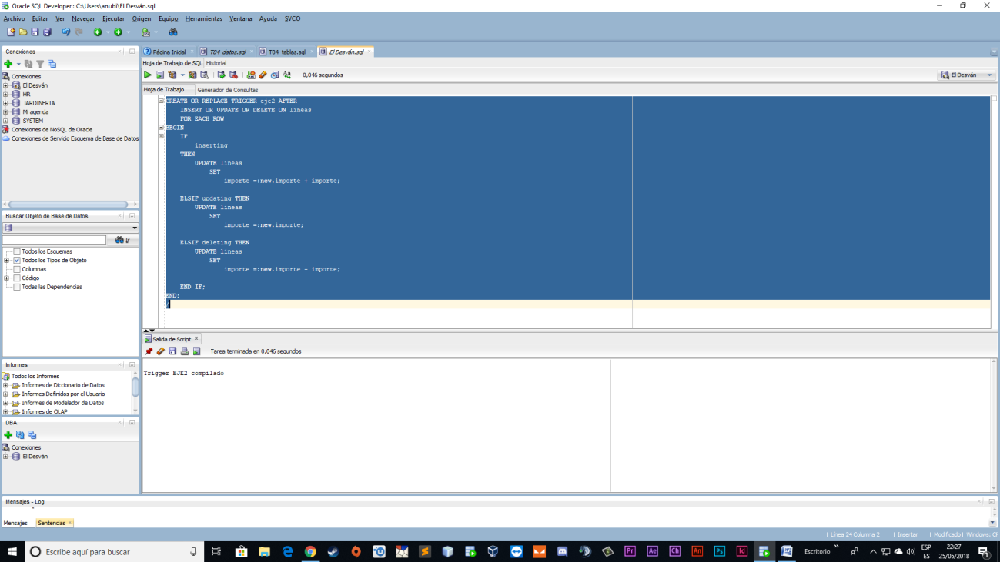 Oracle SQL Developer : C:\Users\anubi\El Desván.sql
Archivo Editar Ver Navegar Ejecutar Origen Equipo Herramientas Ventana Ayuda SVCO
Conexiones
Conexiones
El Desván
HR
JARDINERIA
Mi agenda
SYSTEM
Conexiones de NoSQL de Oracle
Conexiones de Servicio Esquema de Base de Datos
Buscar Objeto de Base de Datos
Ir
Todos los Esquemas
Todos los Tipos de Objeto
Columnas
Código
Todas las Dependencias
Informes
Todos los Informes
Informes de Diccionario de Datos
Informes Definidos por el Usuario
Informes de Modelador de Datos
Informes de OLAP
DBA
Conexiones
El Desván
Página Inicial T04_datos.sql T04_tablas.sql El Desván.sql
Hoja de Trabajo de SQL Historial
0,046 segundos
El Desván
Hoja de Trabajo Generador de Consultas
CREATE OR REPLACE TRIGGER eje2 AFTER
INSERT OR UPDATE OR DELETE ON lineas
FOR EACH ROW
BEGIN
IF
inserting
THEN
UPDATE lineas
SET
importe =:new.importe + importe;
ELSIF updating THEN
UPDATE lineas
SET
importe =:new.importe;
ELSIF deleting THEN
UPDATE lineas
SET
importe =:new.importe - importe;
END IF;
END;
/
Salida de Script
Tarea terminada en 0,046 segundos
Trigger EJE2 compilado
Mensajes - Log
Mensajes Sentencias
Línea 24 Columna 2 Insertar Modificado Windows: C
Escribe aquí para buscar
Pr Ae Ch An Ps Id
Escritorio
ESP
ES
22:27
25/05/2018
1